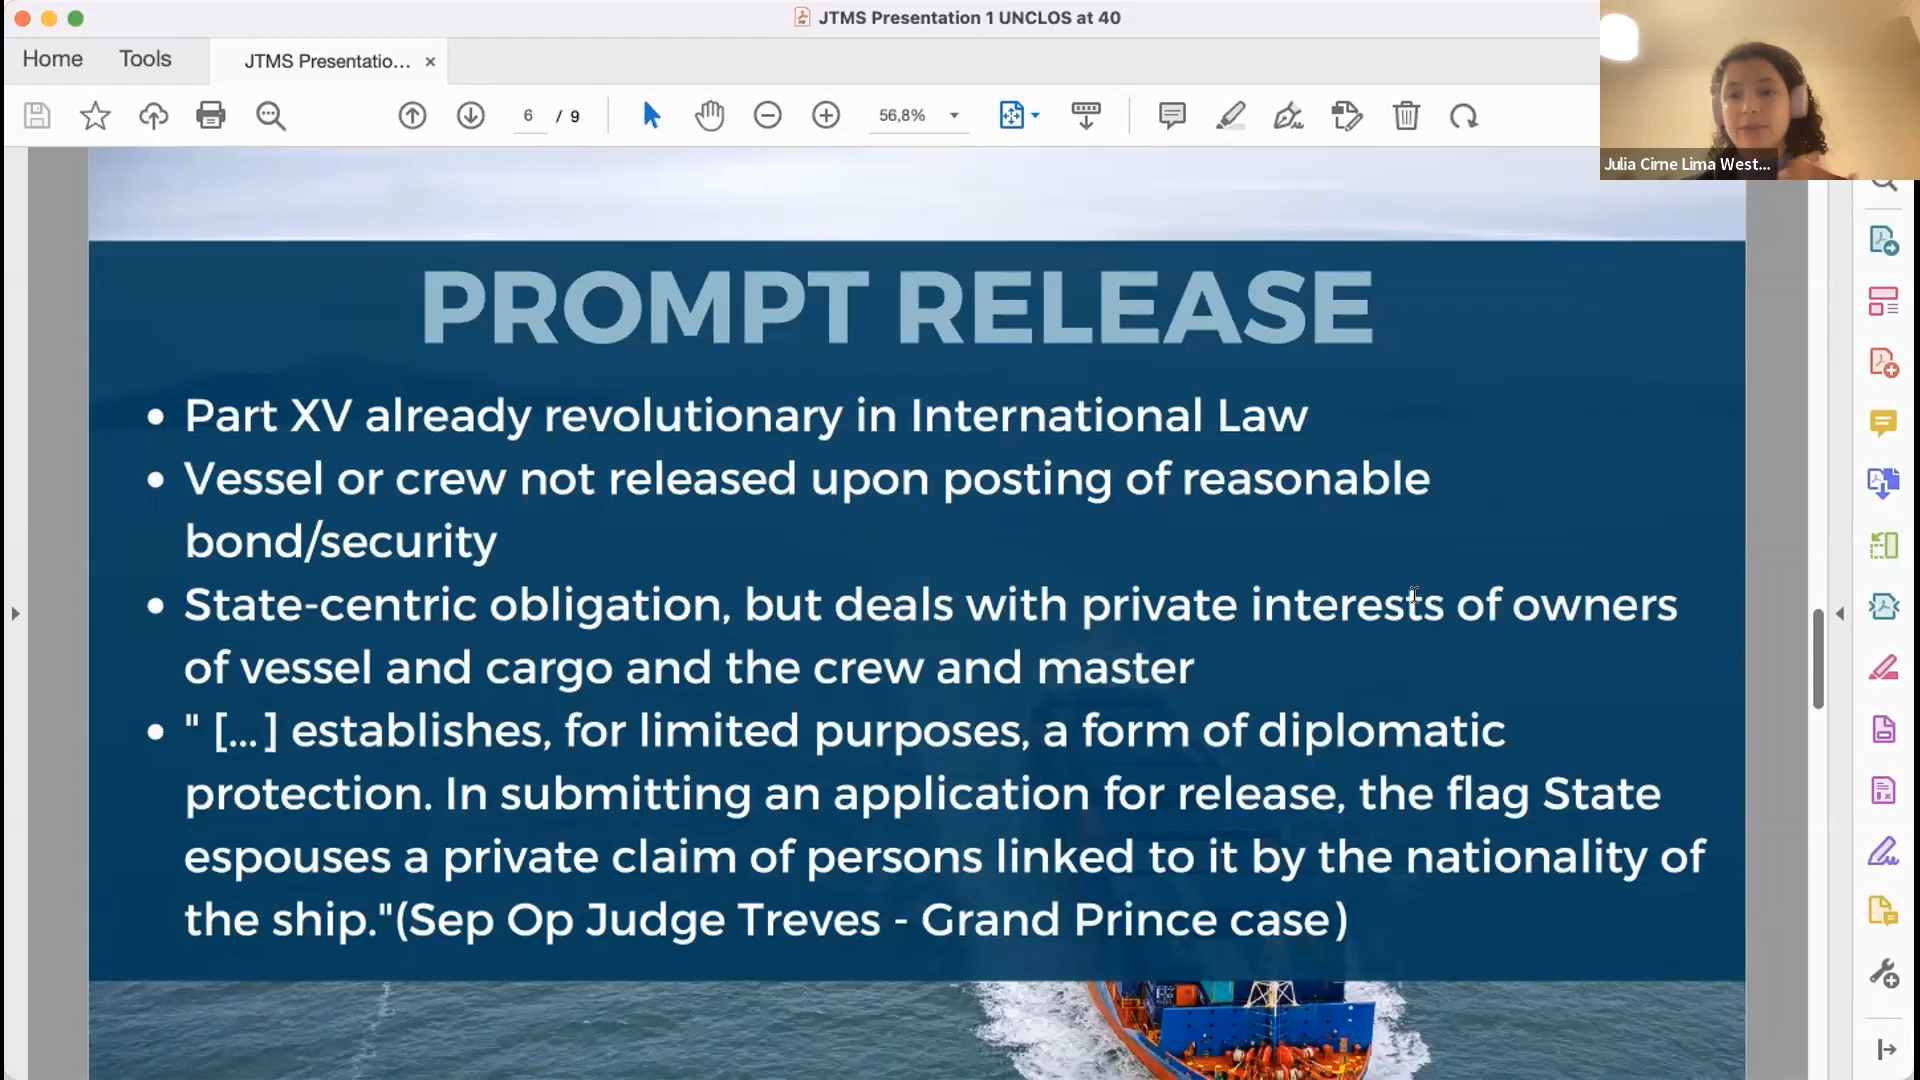 JTMS Presentation 1 UNCLOS at 40
Home
Tools
JTMS Presentatio...
6 / 9
56,8%
Julia Cirne Lima West...
PROMPT RELEASE
• Part XV already revolutionary in International Law
• Vessel or crew not released upon posting of reasonable
bond/security
• State-centric obligation, but deals with private interests of owners
of vessel and cargo and the crew and master
• " [...] establishes, for limited purposes, a form of diplomatic
protection. In submitting an application for release, the flag State
espouses a private claim of persons linked to it by the nationality of
the ship."(Sep Op Judge Treves - Grand Prince case)